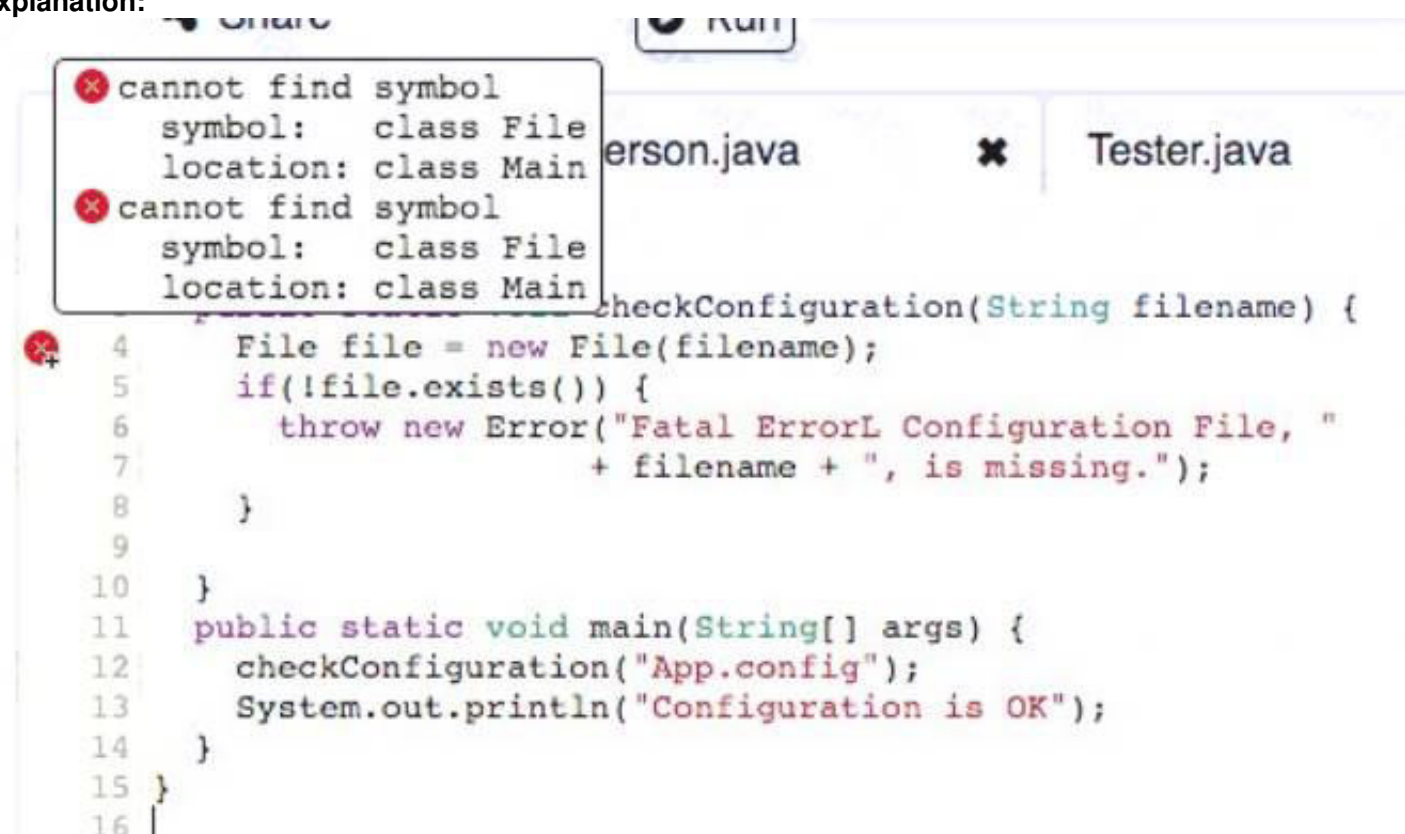 xplanation:
Share
Run
cannot find symbol
symbol: class File
location: class Main
cannot find symbol
symbol: class File
location: class Main
erson.java
Tester.java
checkConfiguration(String filename) {
4 File file = new File(filename);
5 if(!file.exists()) {
6 throw new Error("Fatal ErrorL Configuration File, "
7 + filename + ", is missing.");
8 }
9
10 }
11 public static void main(String[] args) {
12 checkConfiguration("App.config");
13 System.out.println("Configuration is OK");
14 }
15 }
16